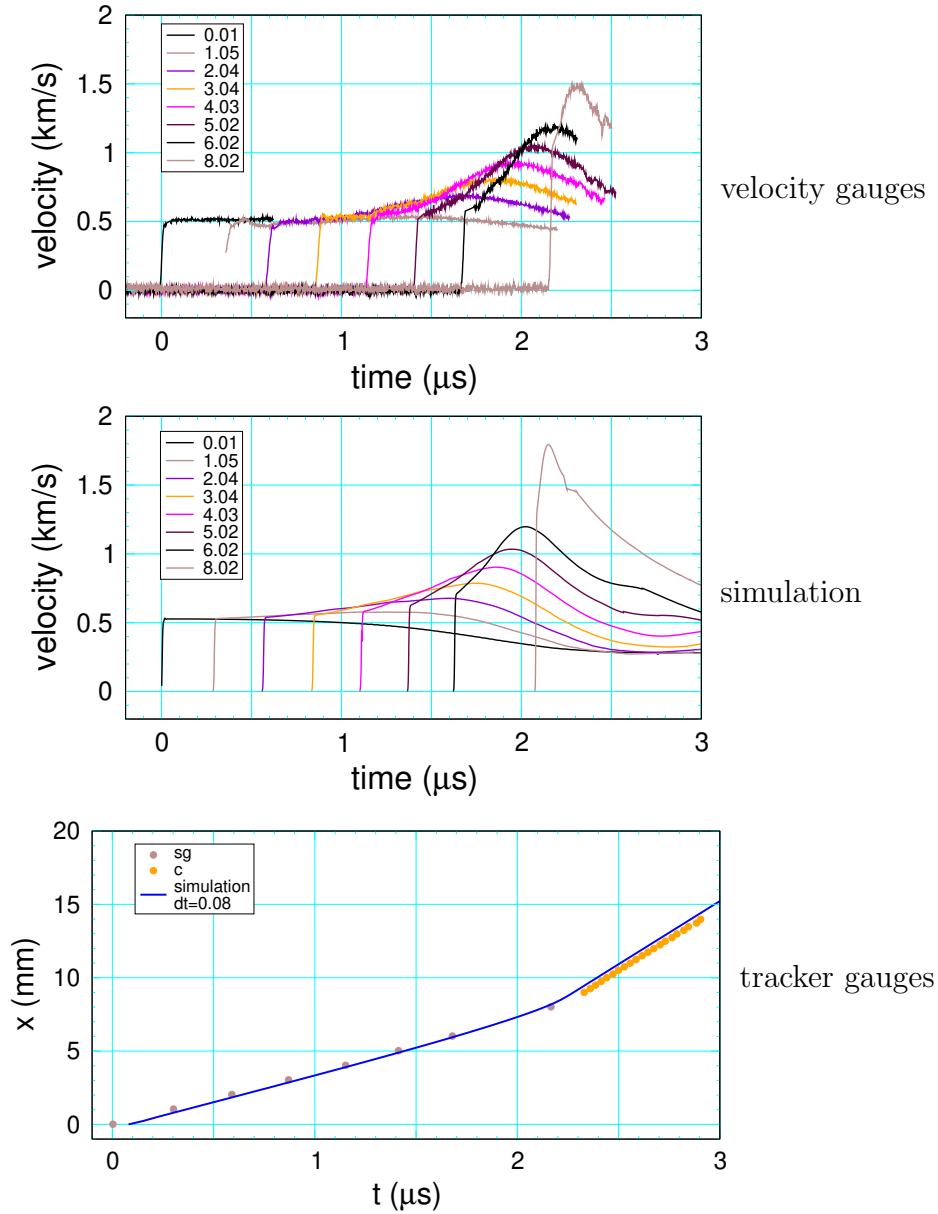 2
0.01
1.05
2.04
1.5
3.04
4.03
5.02
6.02
8.02
1
0.5
0
velocity (km/s)
velocity gauges
0 1 2 3
time (μs)
2
0.01
1.05
2.04
1.5
3.04
4.03
5.02
6.02
8.02
1
0.5
0
velocity (km/s)
simulation
0 1 2 3
time (μs)
20
sg
c
simulation
dt=0.08
15
10
5
0
x (mm)
tracker gauges
0 1 2 3
t (μs)